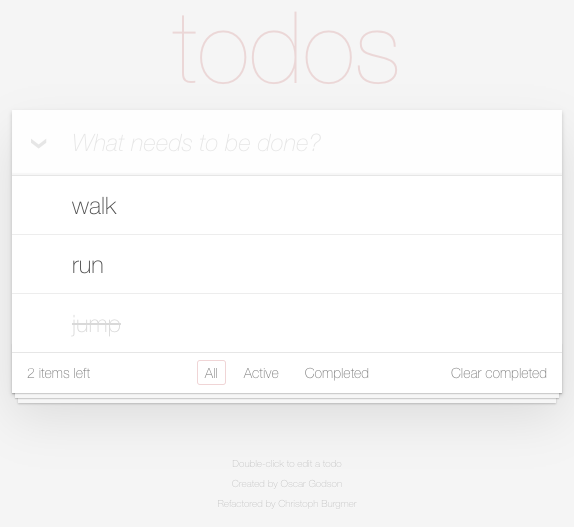 todos
What needs to be done?
walk
run
jump
2 items left All Active Completed Clear completed
Double-click to edit a todo
Created by Oscar Godson
Refactored by Christoph Burgmer